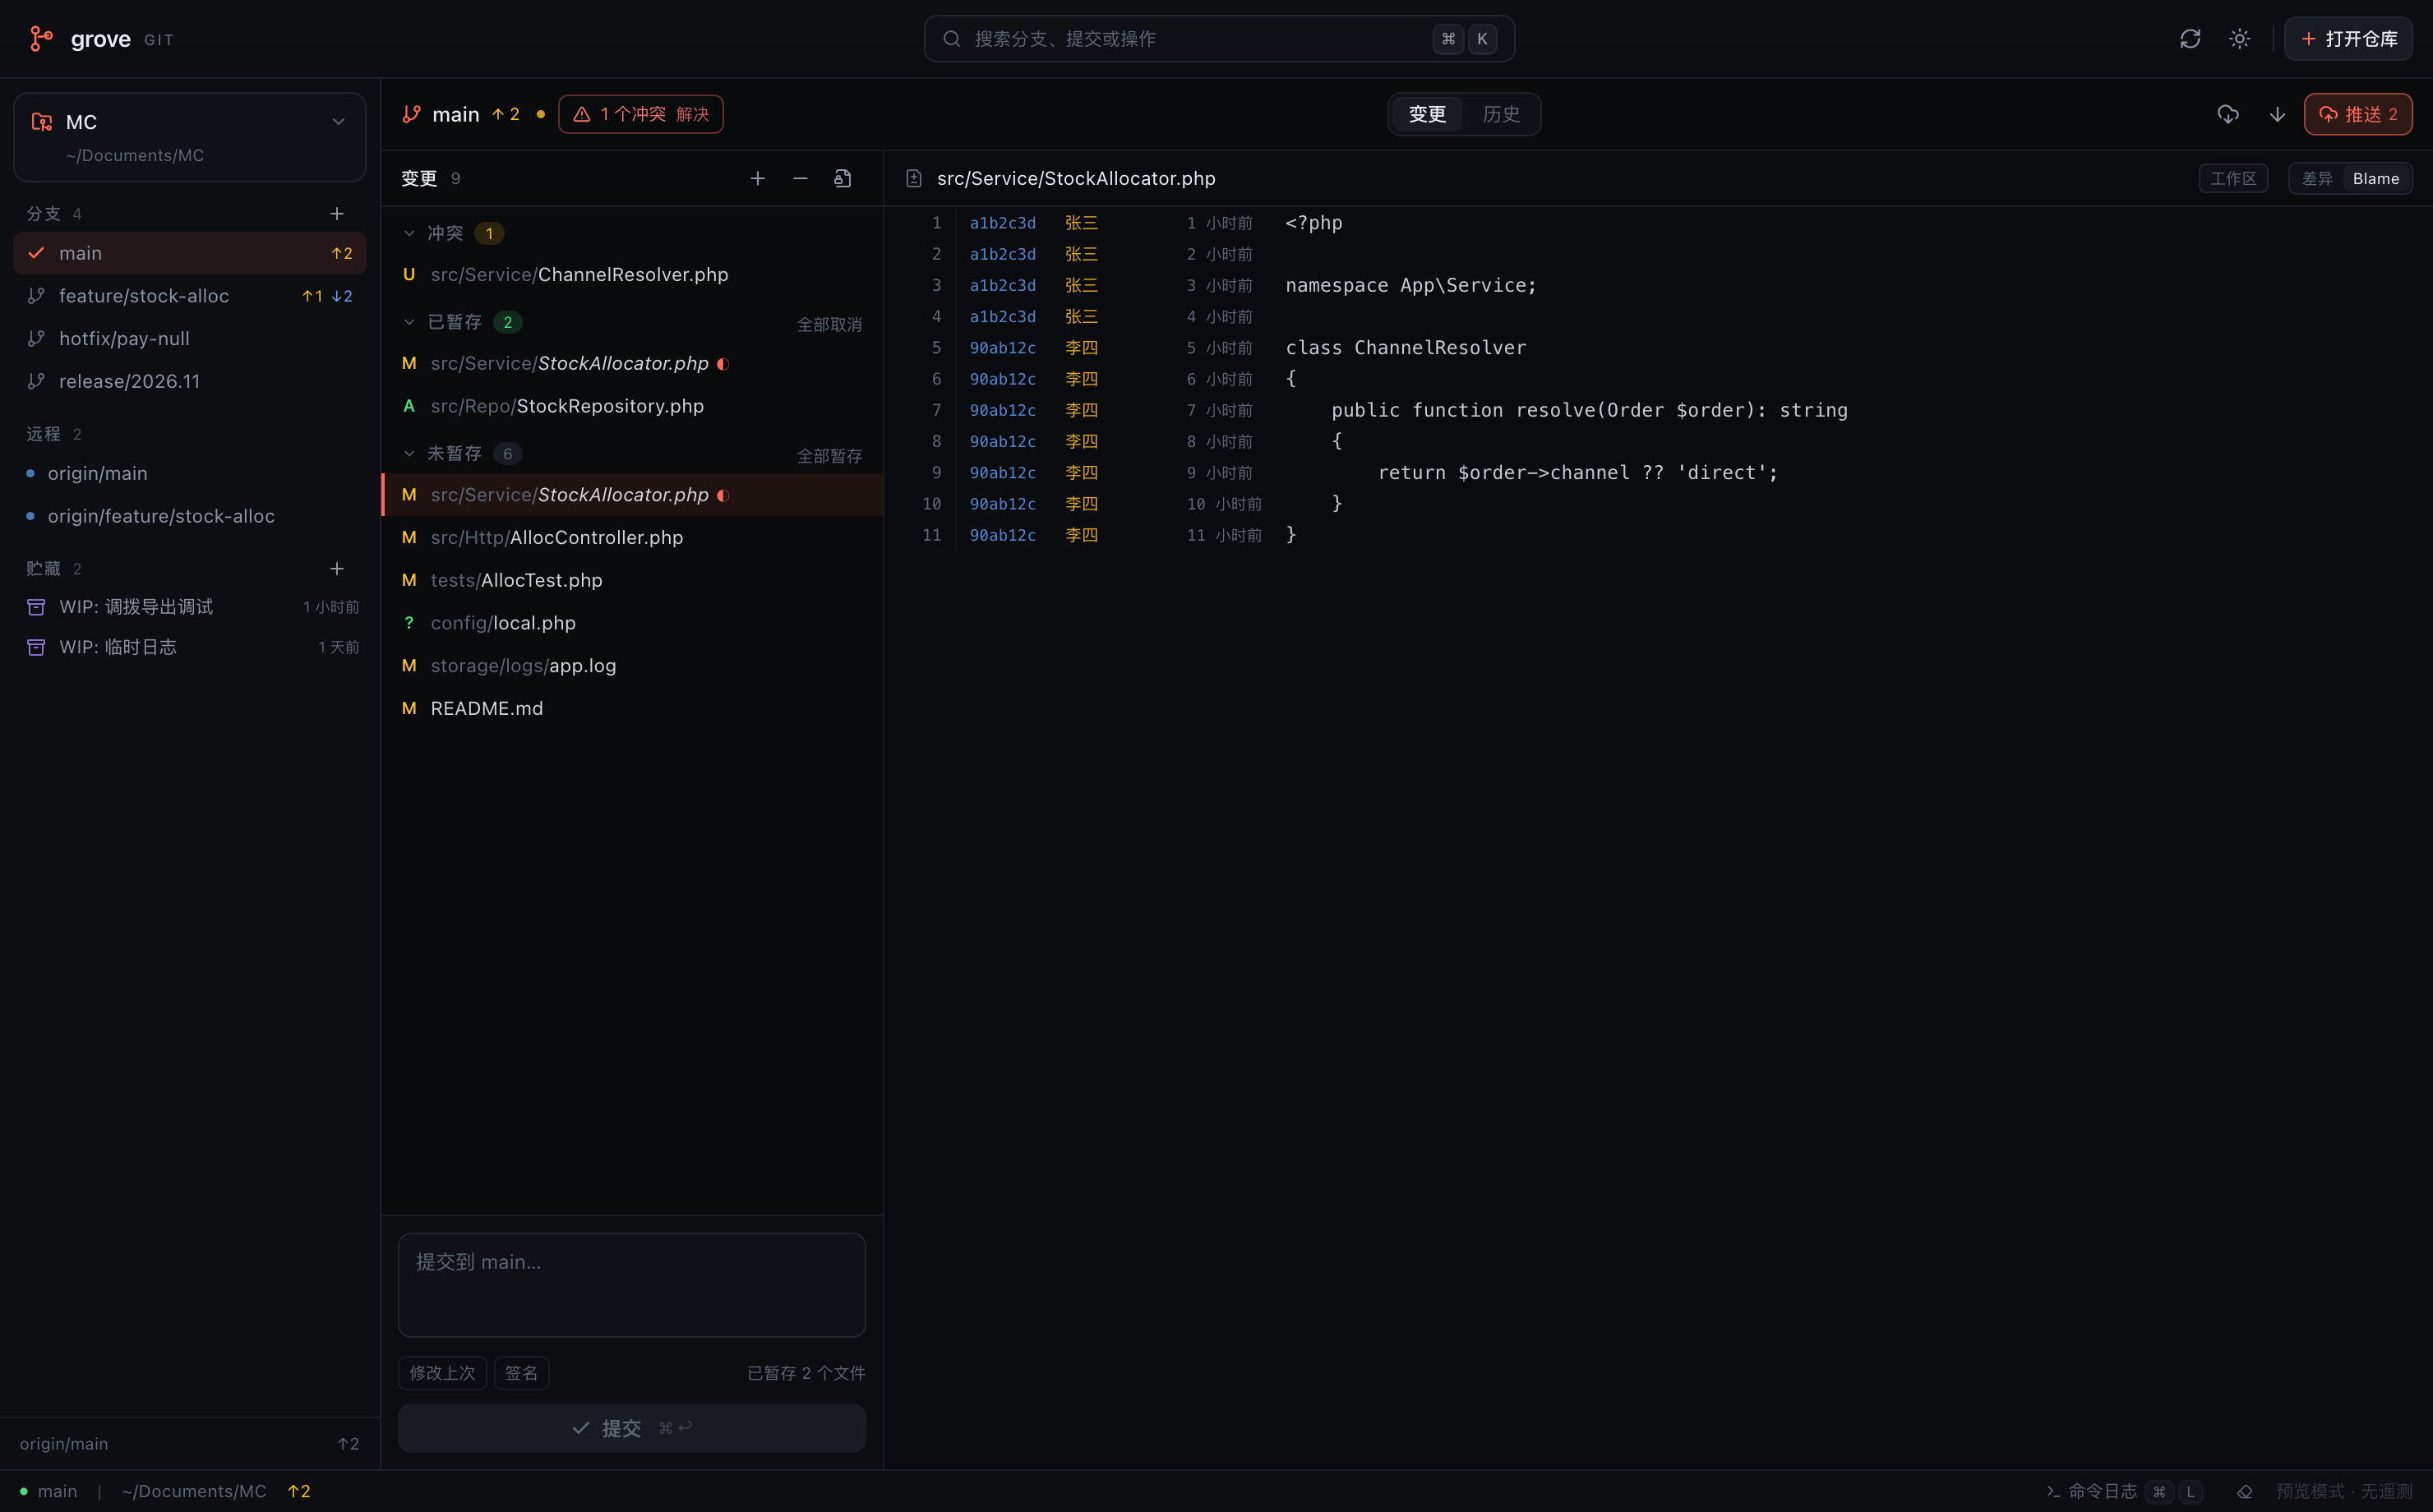 grove GIT
搜索分支、提交或操作 ⌘ K
+ 打开仓库
MC
~/Documents/MC
分支 4 +
main ↑2
feature/stock-alloc ↑1 ↓2
hotfix/pay-null
release/2026.11
远程 2
origin/main
origin/feature/stock-alloc
贮藏 2 +
WIP: 调拨导出调试 1 小时前
WIP: 临时日志 1 天前
origin/main ↑2
main ↑ 2 1 个冲突 解决
变更 历史
推送 2
变更 9
冲突 1
U src/Service/ChannelResolver.php
已暂存 2 全部取消
M src/Service/StockAllocator.php
A src/Repo/StockRepository.php
未暂存 6 全部暂存
M src/Service/StockAllocator.php
M src/Http/AllocController.php
M tests/AllocTest.php
? config/local.php
M storage/logs/app.log
M README.md
提交到 main...
修改上次 签名 已暂存 2 个文件
提交 ⌘ ↩
src/Service/StockAllocator.php 工作区 差异 Blame
1 a1b2c3d 张三 1 小时前 <?php
2 a1b2c3d 张三 2 小时前
3 a1b2c3d 张三 3 小时前 namespace App\Service;
4 a1b2c3d 张三 4 小时前
5 90ab12c 李四 5 小时前 class ChannelResolver
6 90ab12c 李四 6 小时前 {
7 90ab12c 李四 7 小时前     public function resolve(Order $order): string
8 90ab12c 李四 8 小时前     {
9 90ab12c 李四 9 小时前         return $order->channel ?? 'direct';
10 90ab12c 李四 10 小时前     }
11 90ab12c 李四 11 小时前 }
main | ~/Documents/MC ↑2
命令日志 ⌘ L 预览模式 · 无遥测